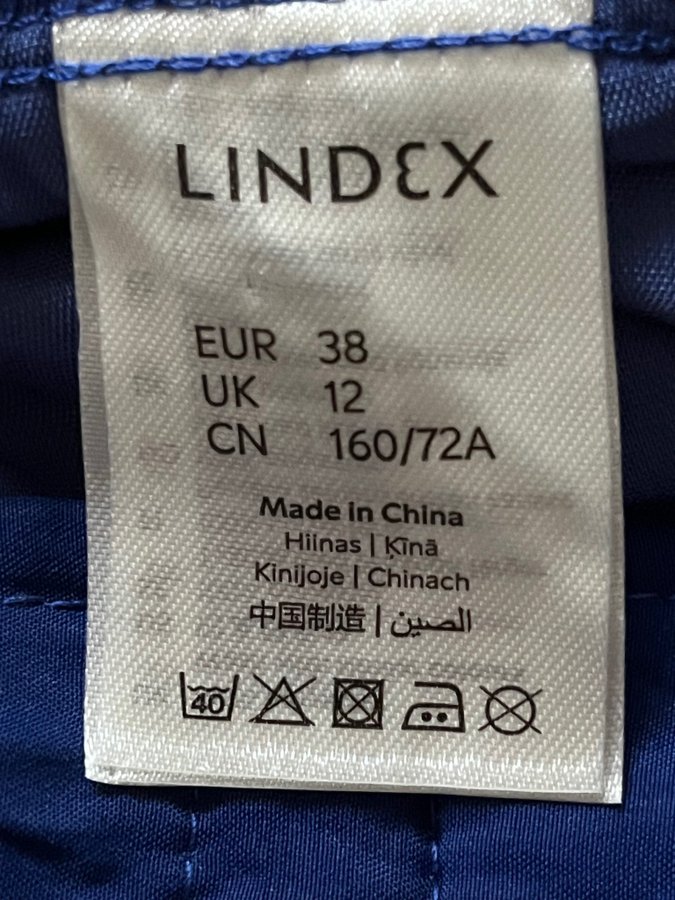 LINDEX
EUR 38
UK 12
CN 160/72A
Made in China
Hiinas | Ķīnā
Kinijoje | Chinach
中国制造 | الصين
40